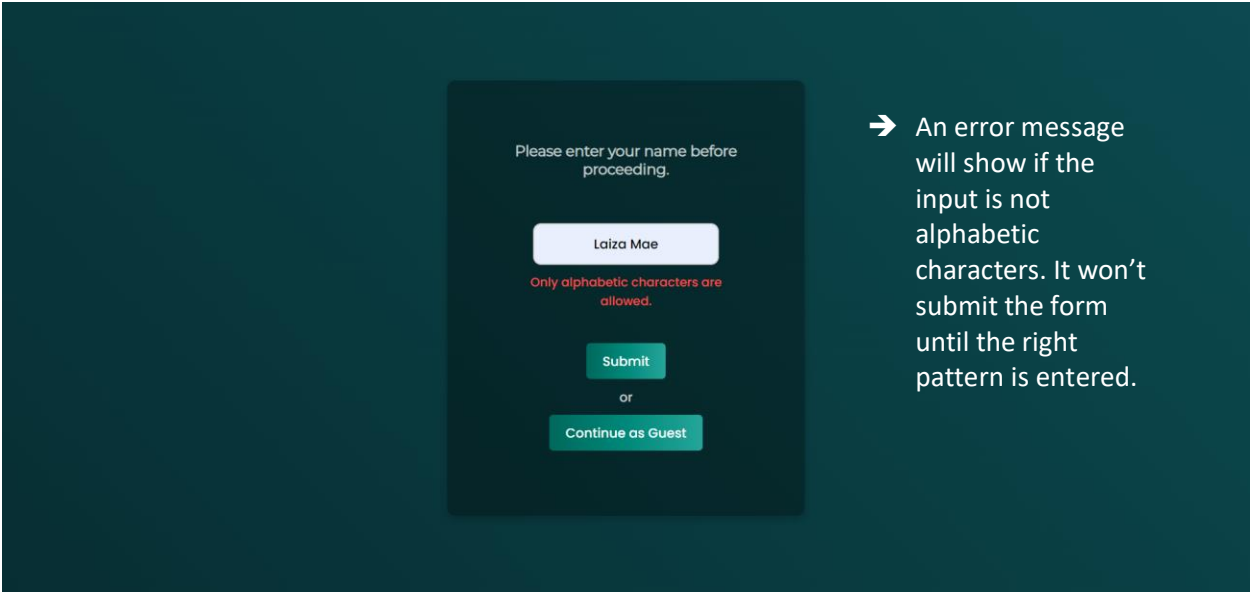 Please enter your name before
proceeding.
Laiza Mae
Only alphabetic characters are
allowed.
Submit
or
Continue as Guest
➔ An error message
will show if the
input is not
alphabetic
characters. It won’t
submit the form
until the right
pattern is entered.